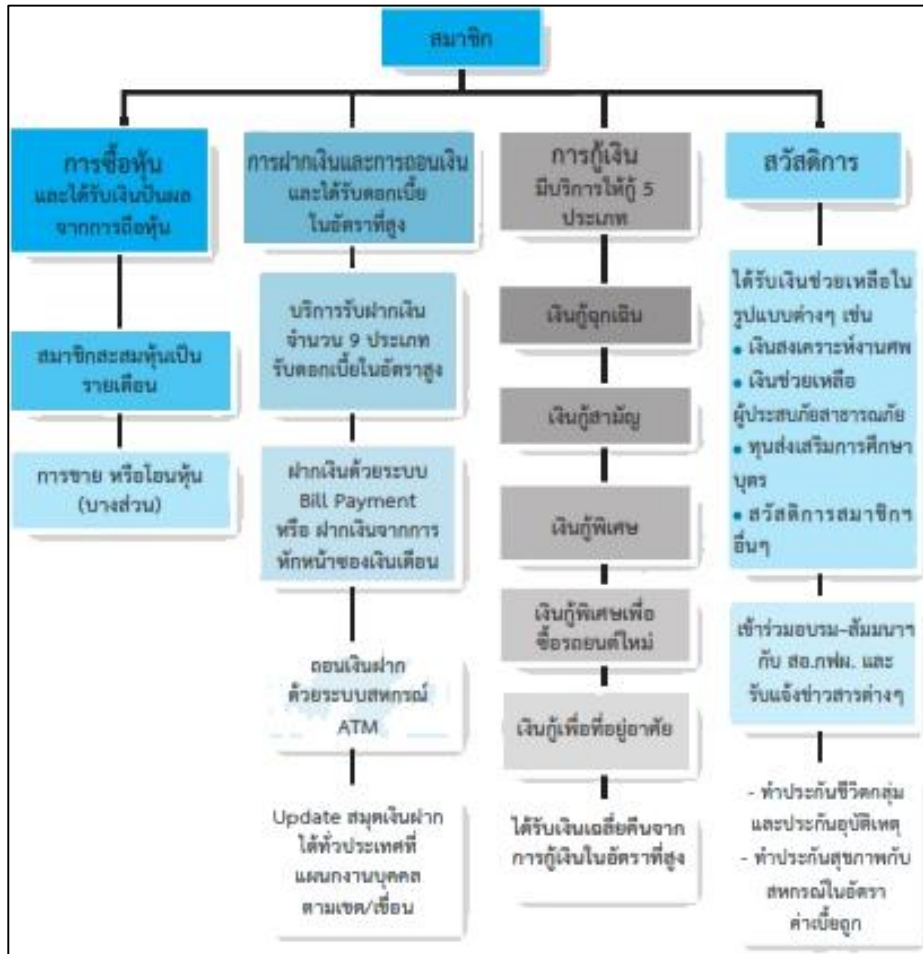 สมาชิก
การซื้อหุ้น
และได้รับเงินปันผล
จากการถือหุ้น
สมาชิกสะสมหุ้นเป็น
รายเดือน
การขาย หรือโอนหุ้น
(บางส่วน)
การฝากเงินและการถอนเงิน
และได้รับดอกเบี้ย
ในอัตราที่สูง
บริการรับฝากเงิน
จำนวน 9 ประเภท
รับดอกเบี้ยในอัตราสูง
ฝากเงินด้วยระบบ
Bill Payment
หรือ ฝากเงินจากการ
หักหน้าซองเงินเดือน
ถอนเงินฝาก
ด้วยระบบสหกรณ์
ATM
Update สมุดเงินฝาก
ได้ทั่วประเทศที่
แผนกงานบุคคล
ตามเขต/เขื่อน
การกู้เงิน
มีบริการให้กู้ 5
ประเภท
เงินกู้ฉุกเฉิน
เงินกู้สามัญ
เงินกู้พิเศษ
เงินกู้พิเศษเพื่อ
ซื้อรถยนต์ใหม่
เงินกู้เพื่อที่อยู่อาศัย
ได้รับเงินเฉลี่ยคืนจาก
การกู้เงินในอัตราที่สูง
สวัสดิการ
ได้รับเงินช่วยเหลือใน
รูปแบบต่างๆ เช่น
• เงินสงเคราะห์งานศพ
• เงินช่วยเหลือ
ผู้ประสบภัยสาธารณภัย
• ทุนส่งเสริมการศึกษา
บุตร
• สวัสดิการสมาชิกฯ
อื่นๆ
เข้าร่วมอบรม-สัมมนาฯ
กับ สอ.กฟผ. และ
รับแจ้งข่าวสารต่างๆ
- ทำประกันชีวิตกลุ่ม
และประกันอุบัติเหตุ
- ทำประกันสุขภาพกับ
สหกรณ์ในอัตรา
ค่าเบี้ยถูก